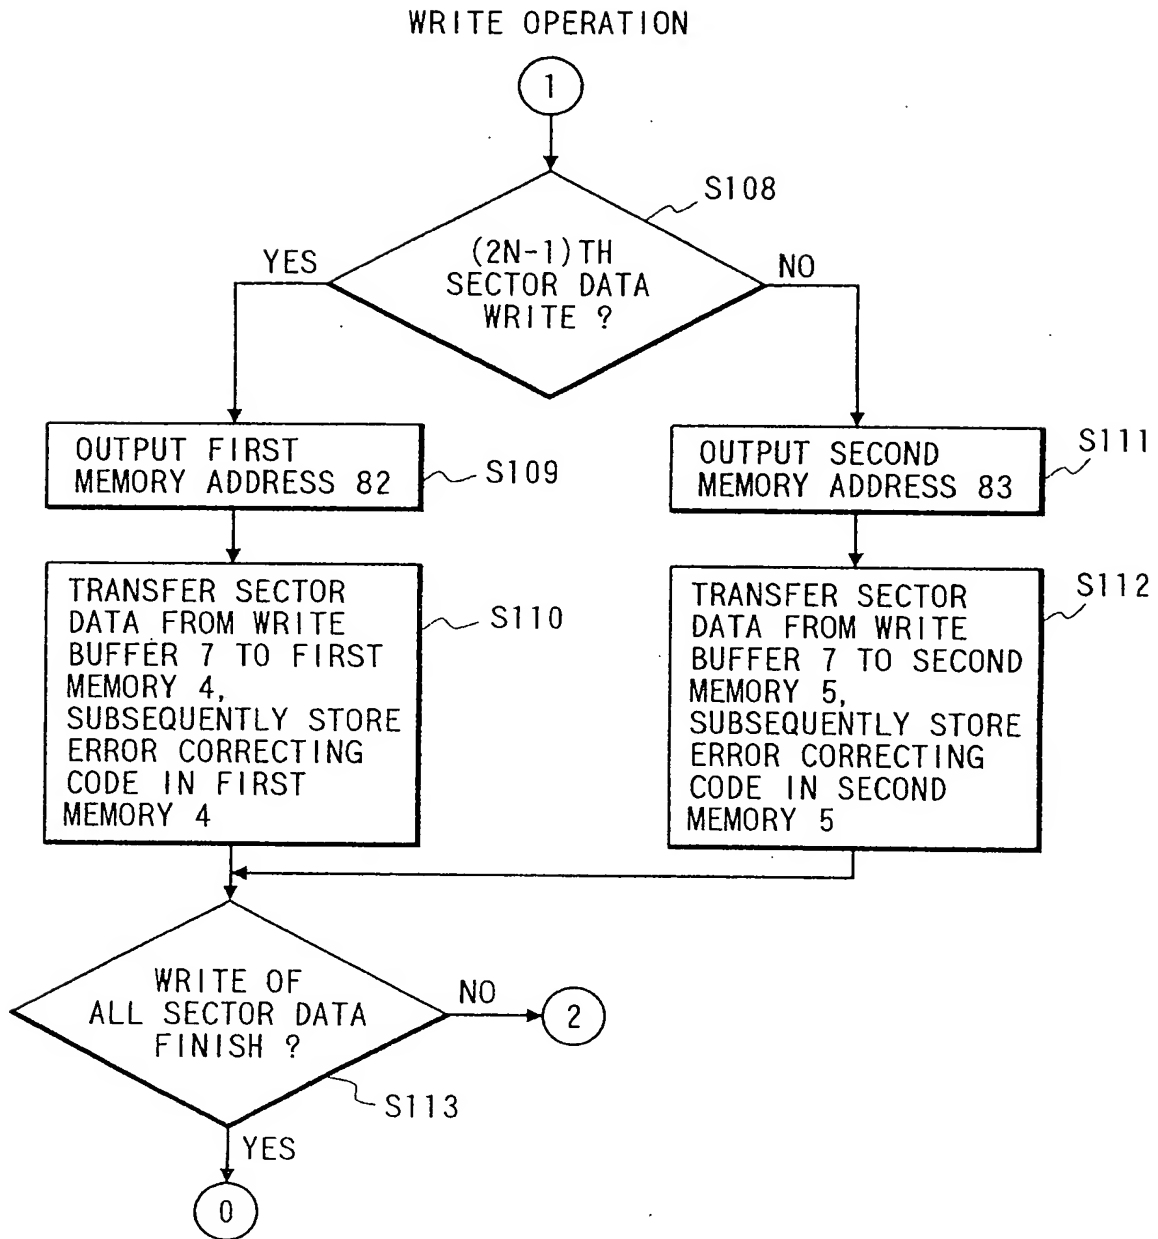 WRITE OPERATION
1
S108
(2N-1)TH
SECTOR DATA
WRITE ?
YES
NO
OUTPUT FIRST
MEMORY ADDRESS 82
S109
OUTPUT SECOND
MEMORY ADDRESS 83
S111
TRANSFER SECTOR
DATA FROM WRITE
BUFFER 7 TO FIRST
MEMORY 4,
SUBSEQUENTLY STORE
ERROR CORRECTING
CODE IN FIRST
MEMORY 4
S110
TRANSFER SECTOR
DATA FROM WRITE
BUFFER 7 TO SECOND
MEMORY 5,
SUBSEQUENTLY STORE
ERROR CORRECTING
CODE IN SECOND
MEMORY 5
S112
WRITE OF
ALL SECTOR DATA
FINISH ?
NO
2
S113
YES
0